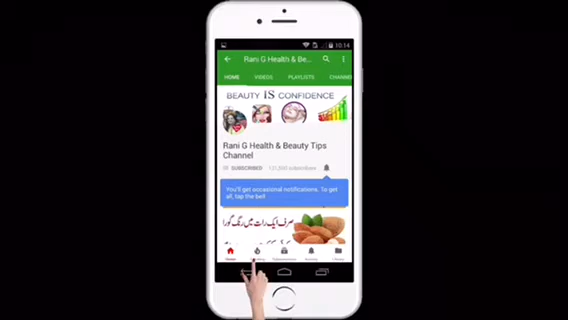 10.14
Rani G Health & Be...
HOME VIDEOS PLAYLISTS CHANNE
BEAUTY IS CONFIDENCE
Rani G Health & Beauty Tips
Channel
SUBSCRIBED
You'll get occasional notifications. To get
all, tap the bell
صرف ایک رات میں رنگ گورا